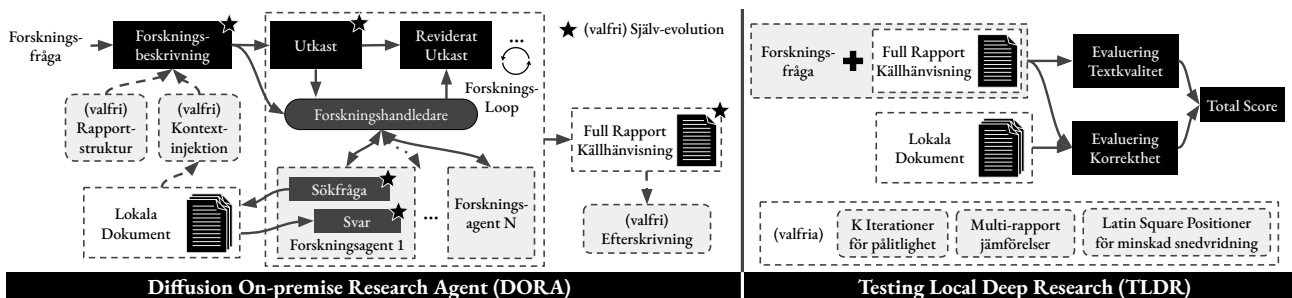 Forsknings-
fråga
Forsknings-
beskrivning
Utkast
Reviderat
Utkast
...
Forsknings-
Loop
(valfri) Själv-evolution
(valfri)
Rapport-
struktur
(valfri)
Kontext-
injektion
Forskningshandledare
Full Rapport
Källhänvisning
Lokala
Dokument
Sökfråga
Svar
Forskningsagent 1
...
Forsknings-
agent N
(valfri)
Efterskrivning
Diffusion On-premise Research Agent (DORA)
Forsknings-
fråga
Full Rapport
Källhänvisning
Lokala
Dokument
Evaluering
Textkvalitet
Evaluering
Korrekthet
Total Score
(valfria)
K Iterationer
för pålitlighet
Multi-rapport
jämförelser
Latin Square Positioner
för minskad snedvridning
Testing Local Deep Research (TLDR)